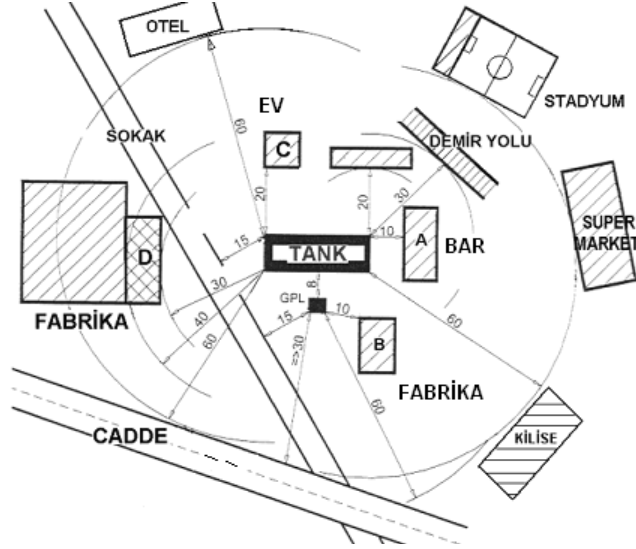 OTEL
STADYUM
EV
60
SOKAK
DEMİR YOLU
C
20
20
30
SUPER
MARKET
D
15
TANK
10
A
BAR
8
GPL
30
10
15
FABRİKA
40
B
60
=>30
60
60
FABRİKA
CADDE
KİLİSE